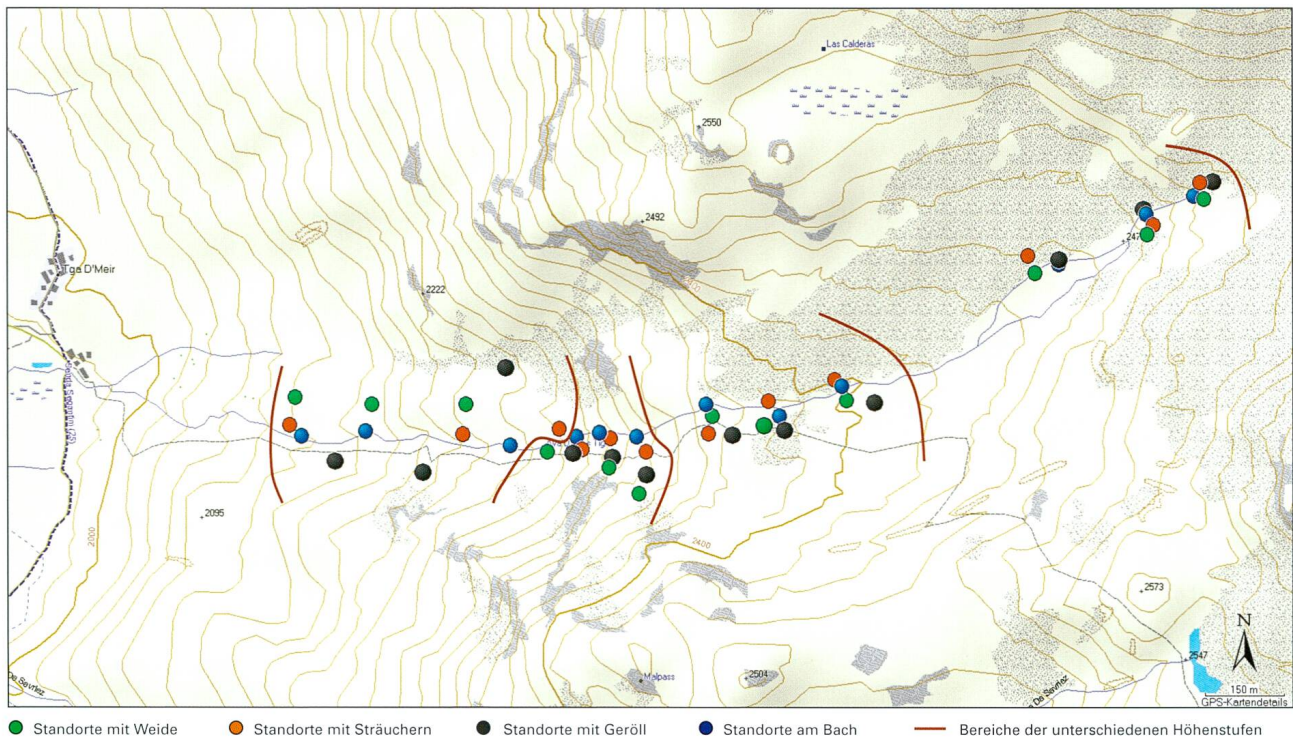 Las Calderas
2550
2492
Tga D'Meir
2222
247
2095
2000
2400
2573
2547
Malpass
2504
N
150 m
GPS-Kartendetails
Standorte mit Weide
Standorte mit Sträuchern
Standorte mit Geröll
Standorte am Bach
Bereiche der unterschiedenen Höhenstufen